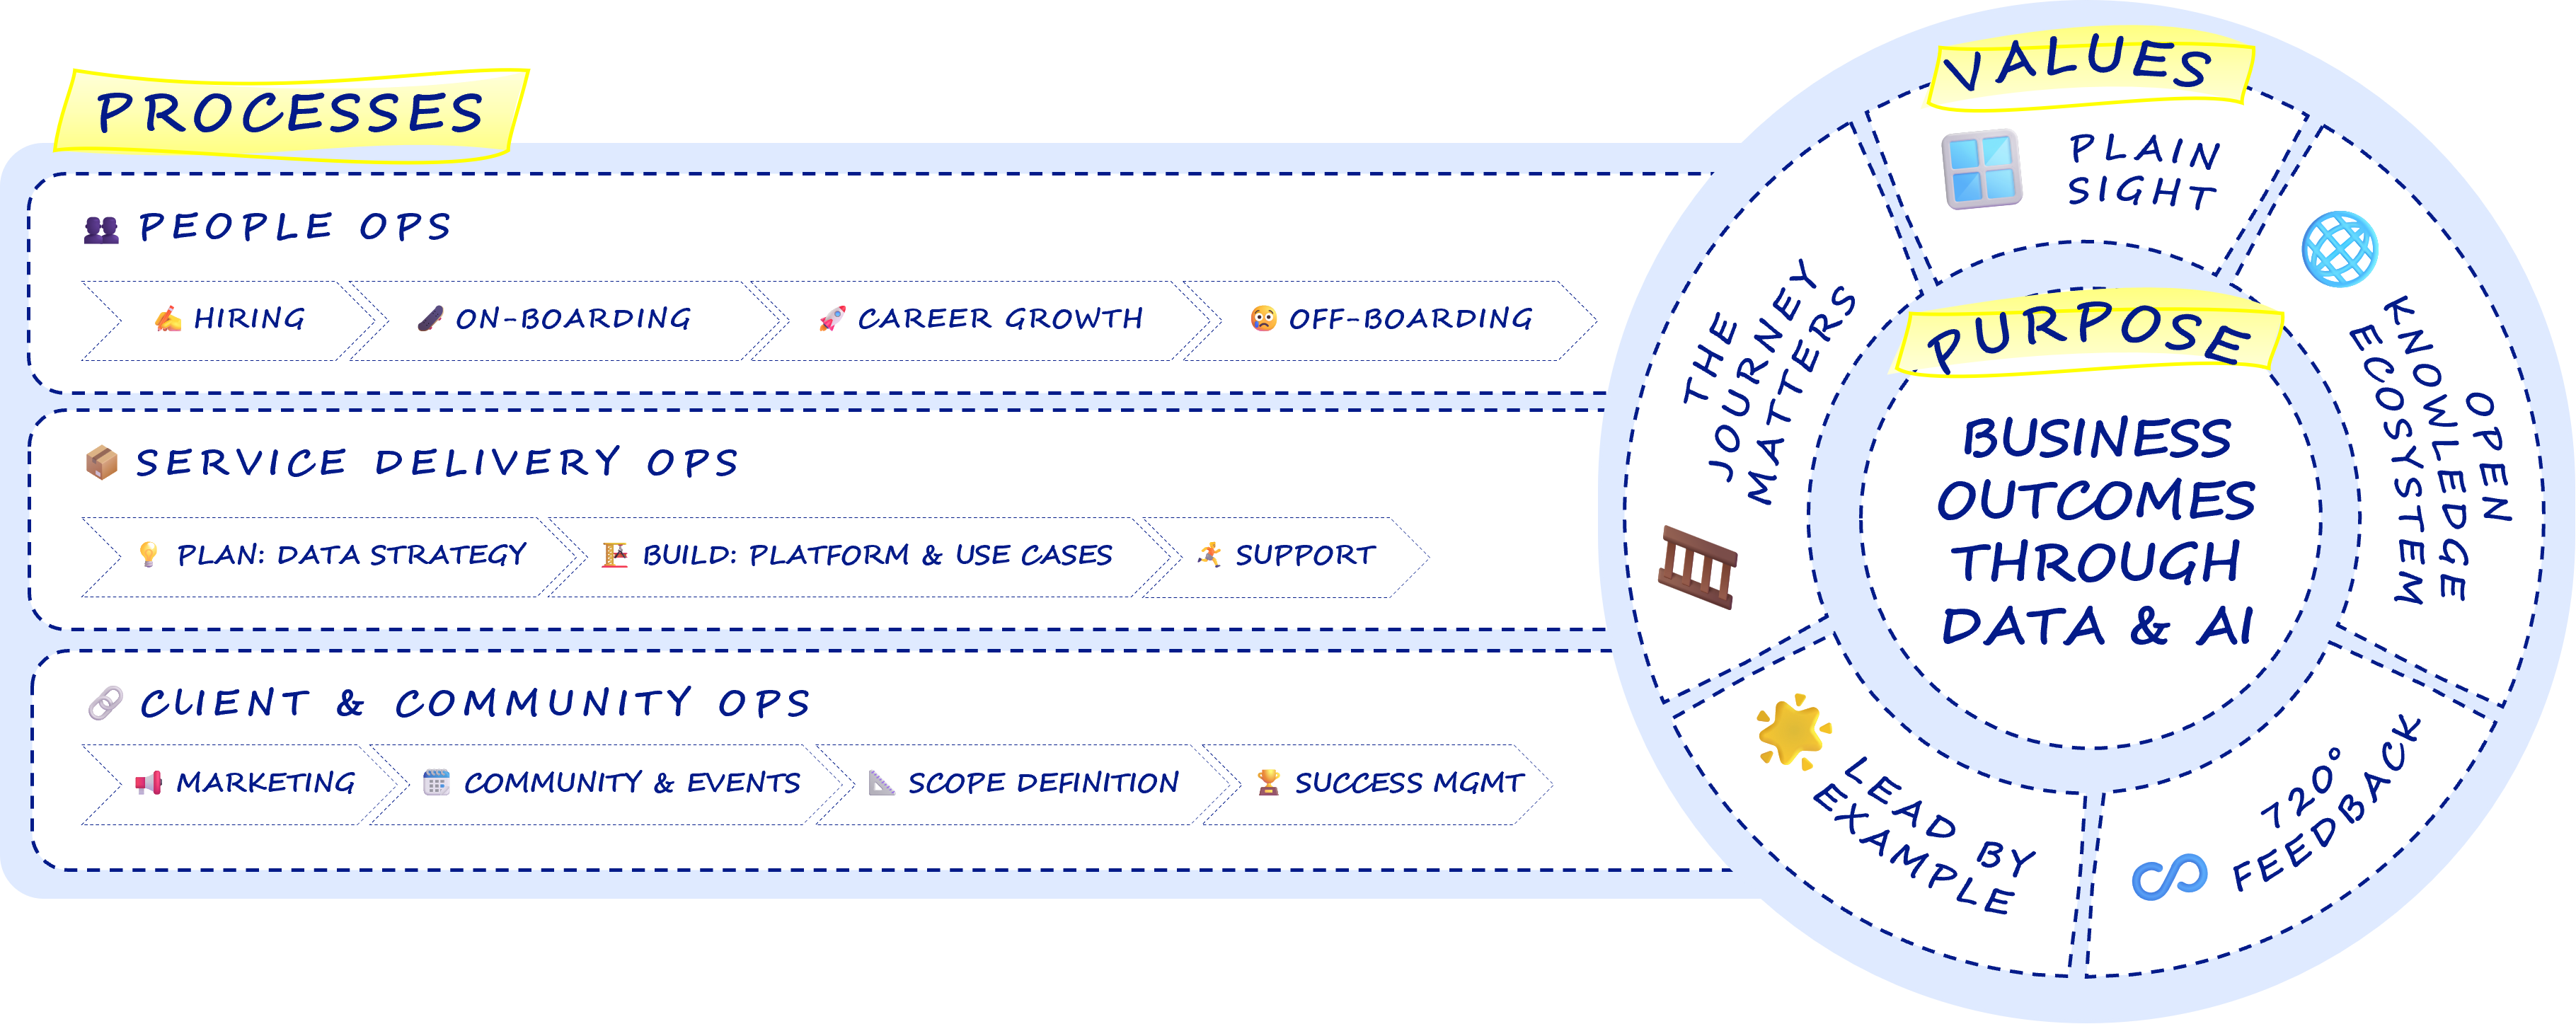 PROCESSES
PEOPLE OPS
HIRING
ON-BOARDING
CAREER GROWTH
OFF-BOARDING
SERVICE DELIVERY OPS
PLAN: DATA STRATEGY
BUILD: PLATFORM & USE CASES
SUPPORT
CLIENT & COMMUNITY OPS
MARKETING
COMMUNITY & EVENTS
SCOPE DEFINITION
SUCCESS MGMT
VALUES
PLAIN
SIGHT
OPEN
KNOWLEDGE
ECOSYSTEM
720°
FEEDBACK
LEAD BY
EXAMPLE
THE
JOURNEY
MATTERS
PURPOSE
BUSINESS
OUTCOMES
THROUGH
DATA & AI